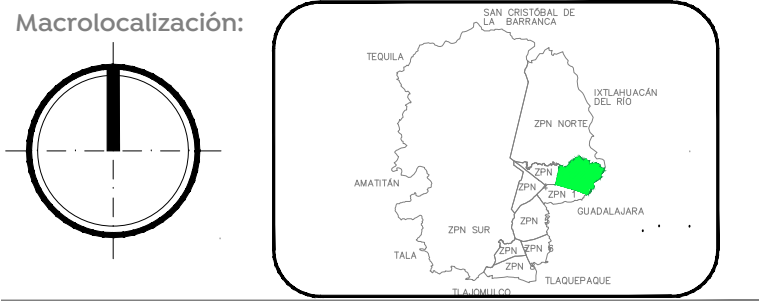 Macrolocalización:
SAN CRISTÓBAL DE
LA BARRANCA
TEQUILA
IXTLAHUACÁN
DEL RÍO
ZPN NORTE
ZPN
AMATITÁN
ZPN
ZPN 1
GUADALAJARA
ZPN
ZPN SUR
ZPN
ZPN 6
TALA
ZPN
TLAQUEPAQUE
TLAJOMULCO